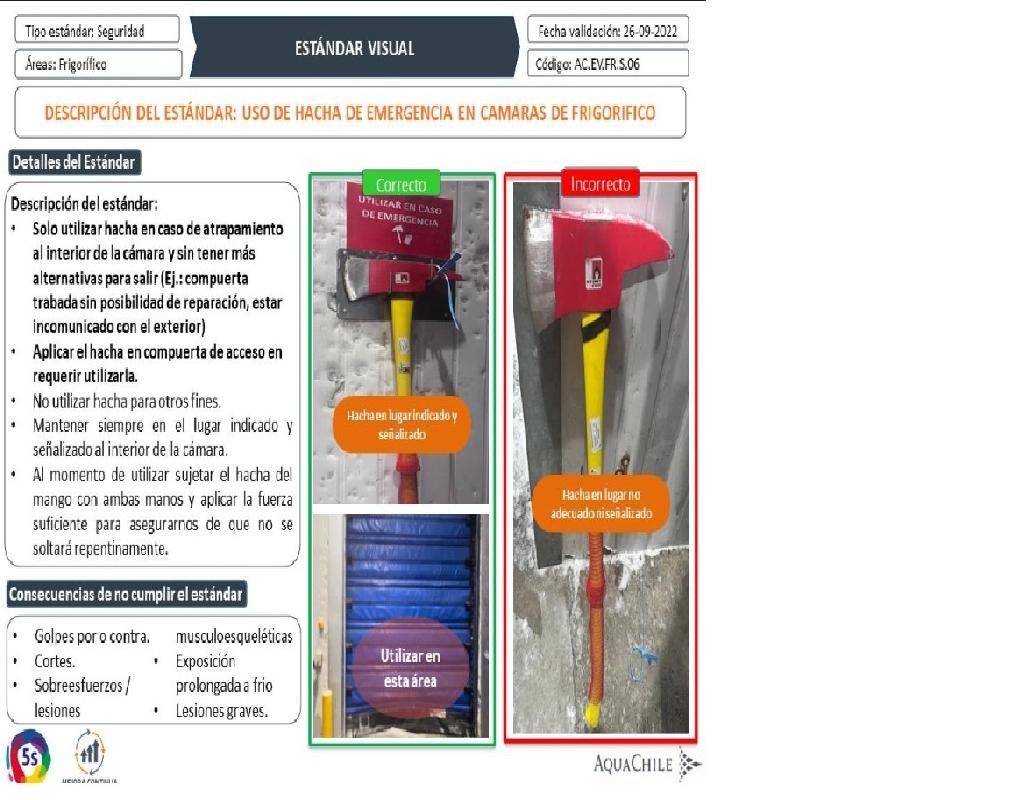 Tipo estándar: Seguridad
Áreas: Frigorífico
ESTÁNDAR VISUAL
Fecha validación: 26-09-2022
Código: AC.EV.FR.S.06
DESCRIPCIÓN DEL ESTÁNDAR: USO DE HACHA DE EMERGENCIA EN CAMARAS DE FRIGORIFICO
Detalles del Estándar
Descripción del estándar:
• Solo utilizar hacha en caso de atrapamiento
al interior de la cámara y sin tener más
alternativas para salir (Ej.: compuerta
trabada sin posibilidad de reparación, estar
incomunicado con el exterior)
• Aplicar el hacha en compuerta de acceso en
requerir utilizarla.
• No utilizar hacha para otros fines.
• Mantener siempre en el lugar indicado y
señalizado al interior de la cámara.
• Al momento de utilizar sujetar el hacha del
mango con ambas manos y aplicar la fuerza
suficiente para asegurarnos de que no se
soltará repentinamente.
Consecuencias de no cumplir el estándar
• Golpes por o contra.
• Cortes.
• Sobreesfuerzos /
lesiones
musculoesqueléticas
• Exposición
prolongada a frio
• Lesiones graves.
Correcto
UTILIZAR EN CASO
DE EMERGENCIA
Hacha en lugar indicado y
señalizado
Utilizar en
esta área
Incorrecto
Hacha en lugar no
adecuado ni señalizado
5s
MEJORA CONTINUA
AQUACHILE